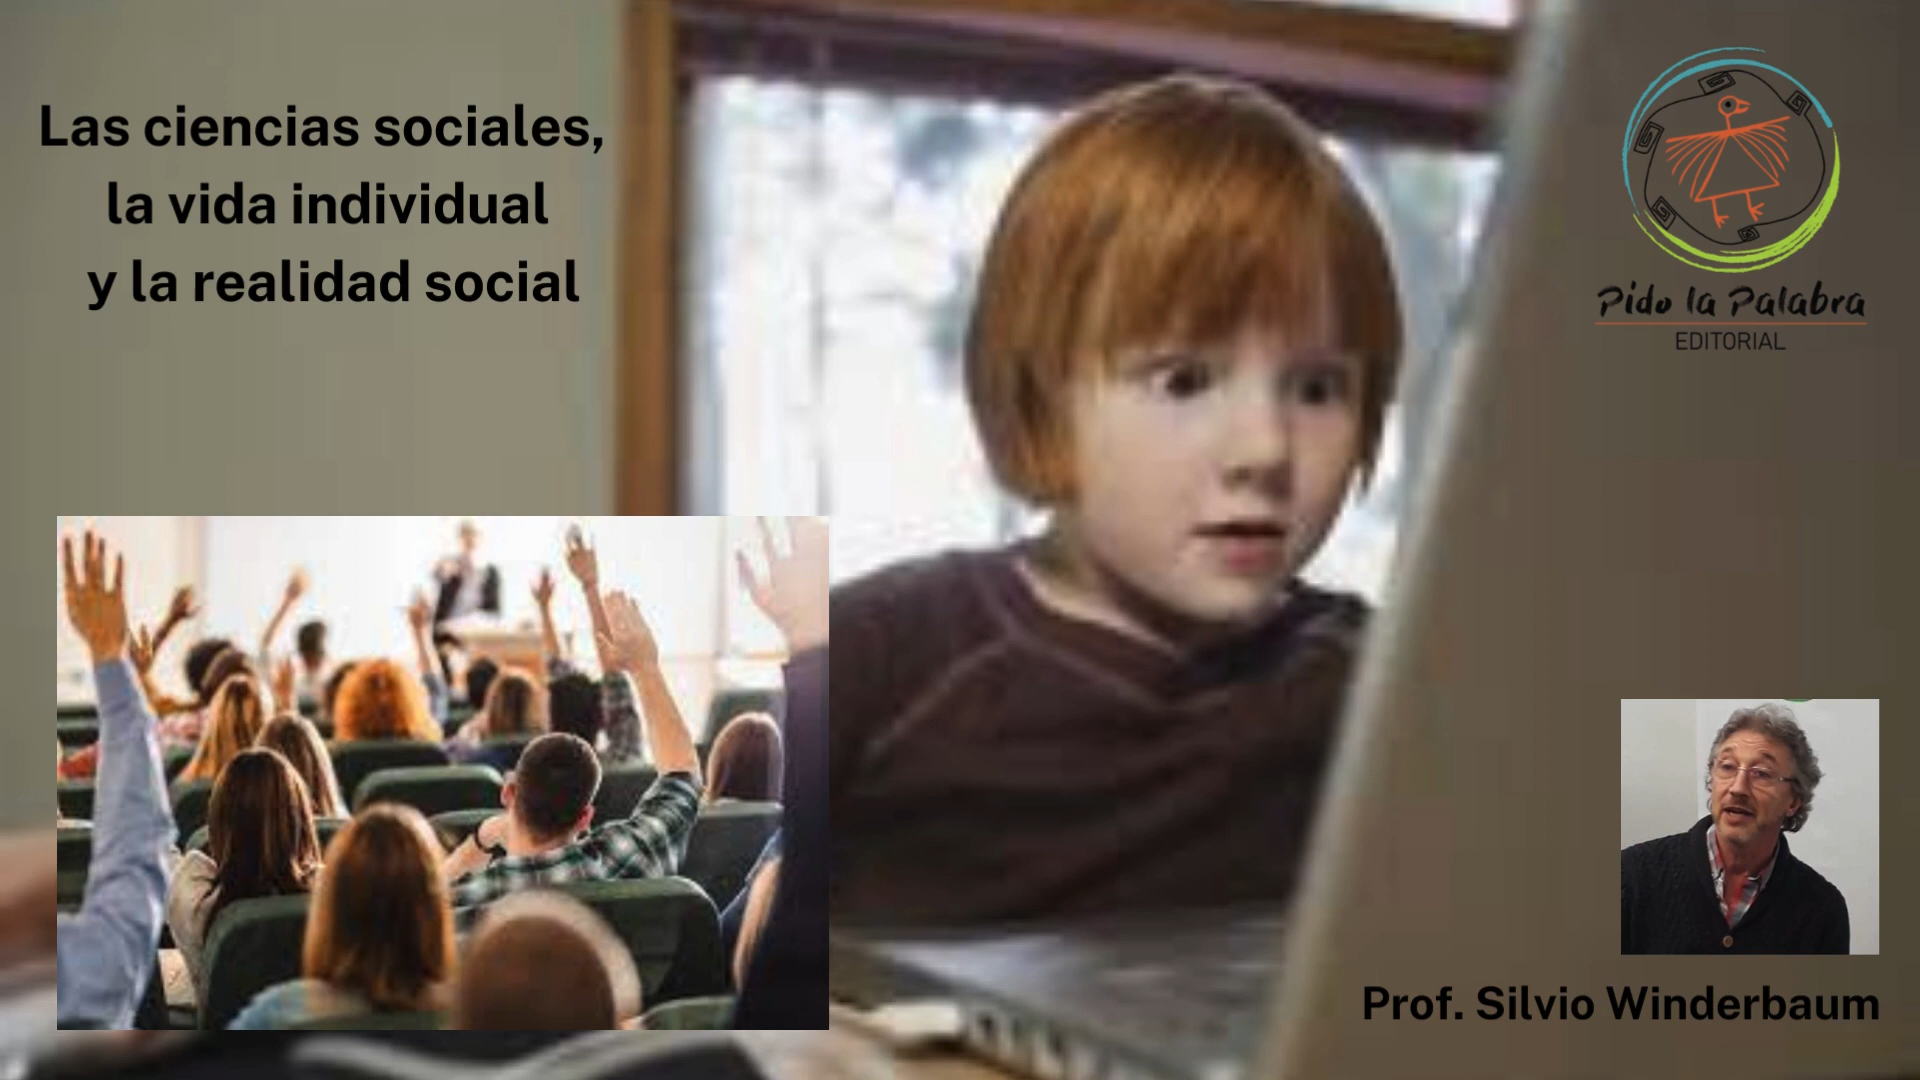 Las ciencias sociales,
la vida individual
y la realidad social
Pido la Palabra
EDITORIAL
Prof. Silvio Winderbaum